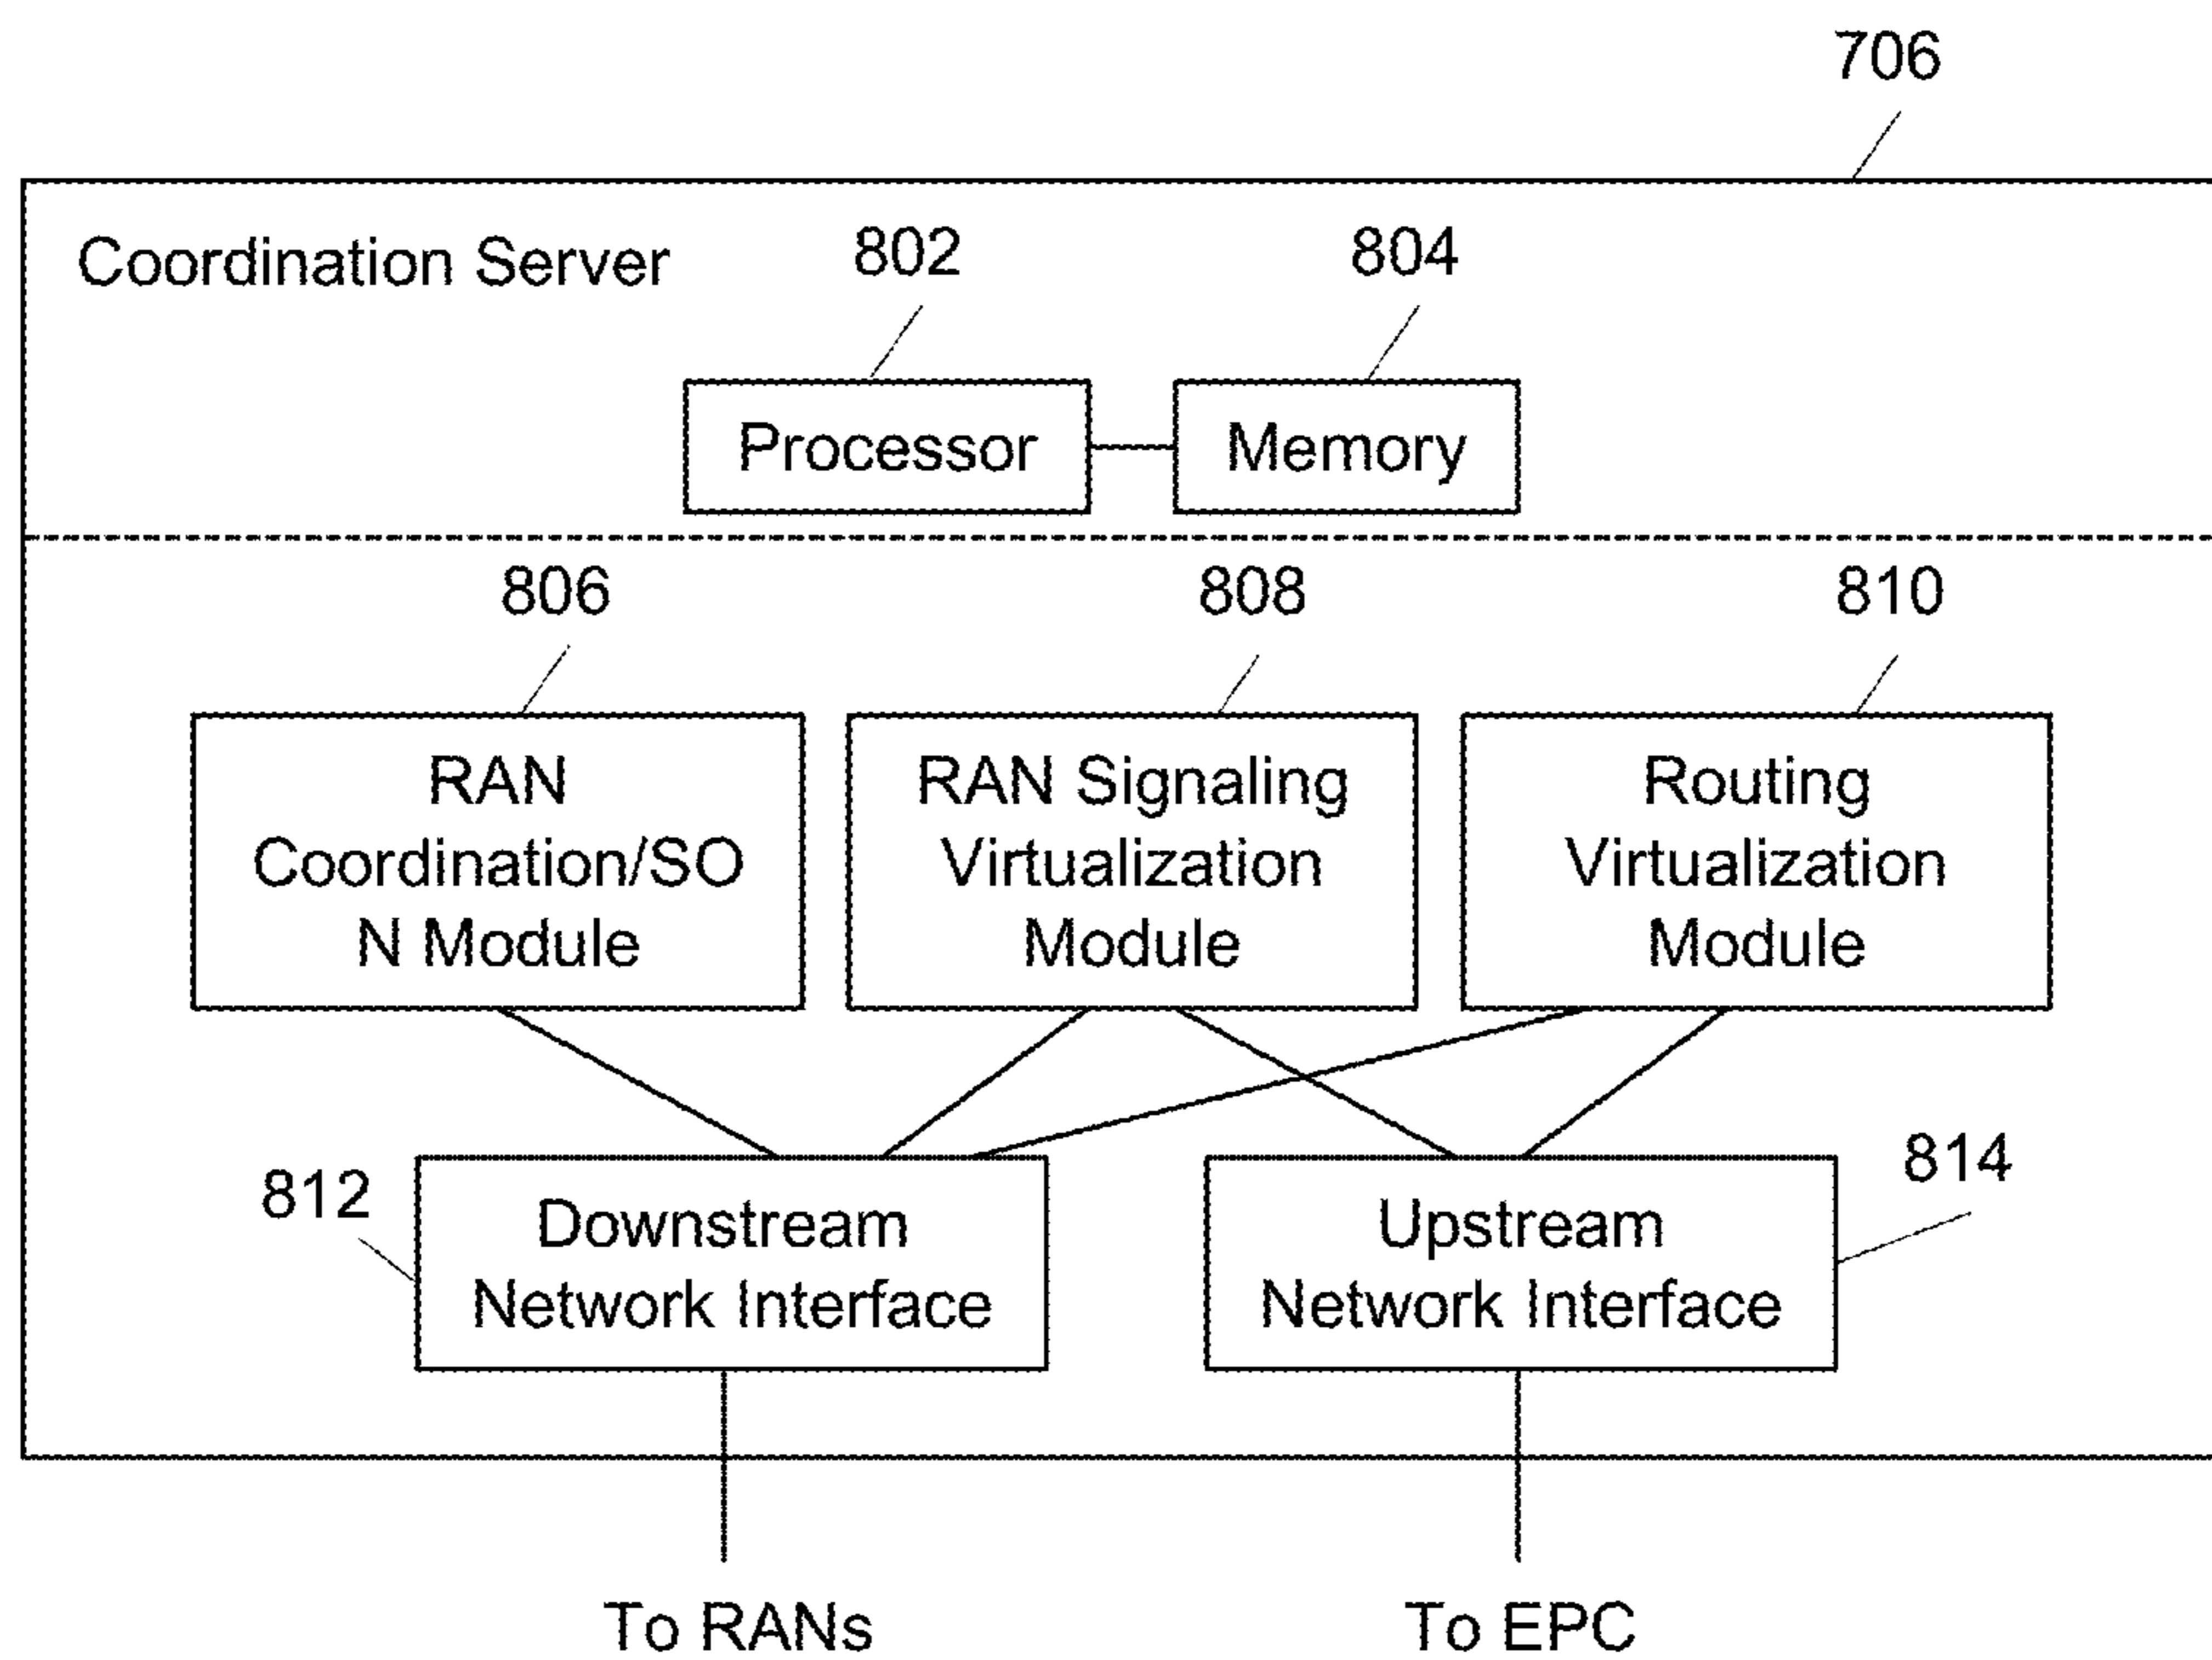 706
Coordination Server
802
804
Processor
Memory
806
808
810
RAN
Coordination/SO
N Module
RAN Signaling
Virtualization
Module
Routing
Virtualization
Module
812
Downstream
Network Interface
Upstream
Network Interface
814
To RANs
To EPC